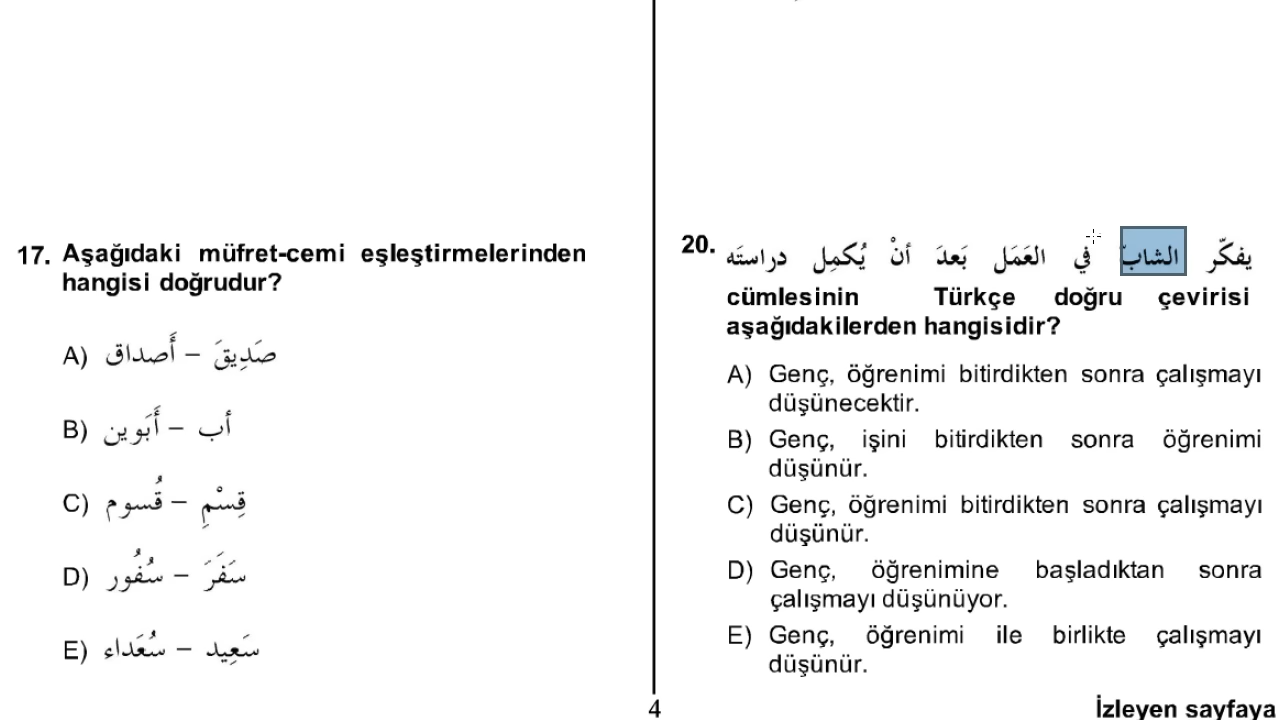 17. Aşağıdaki müfret-cemi eşleştirmelerinden
hangisi doğrudur?
A) صَدِيقَ – أَصداق
B) أب – أَبَوين
C) قِسْمِ – قُسوم
D) سَفَرَ – سُفُور
E) سَعِيد – سُعَداء
4
20. يفكّر الشابّ في العَمَل بَعدَ أنْ يُكمِل دراستَه
cümlesinin Türkçe doğru çevirisi
aşağıdakilerden hangisidir?
A) Genç, öğrenimi bitirdikten sonra çalışmayı
düşünecektir.
B) Genç, işini bitirdikten sonra öğrenimi
düşünür.
C) Genç, öğrenimi bitirdikten sonra çalışmayı
düşünür.
D) Genç, öğrenimine başladıktan sonra
çalışmayı düşünüyor.
E) Genç, öğrenimi ile birlikte çalışmayı
düşünür.
İzleyen sayfaya